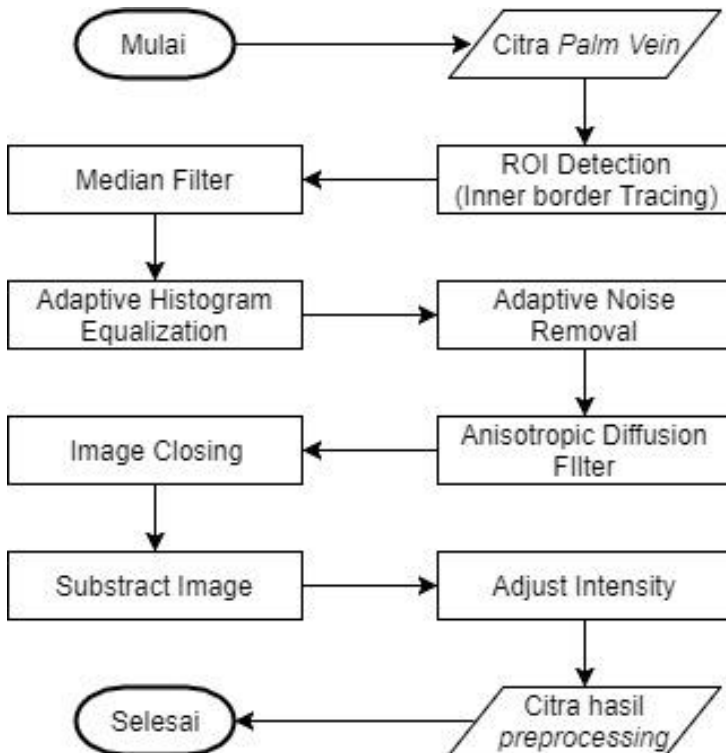 Mulai
Citra Palm Vein
ROI Detection
(Inner border Tracing)
Median Filter
Adaptive Histogram
Equalization
Adaptive Noise
Removal
Anisotropic Diffusion
FIlter
Image Closing
Substract Image
Adjust Intensity
Citra hasil
preprocessing
Selesai